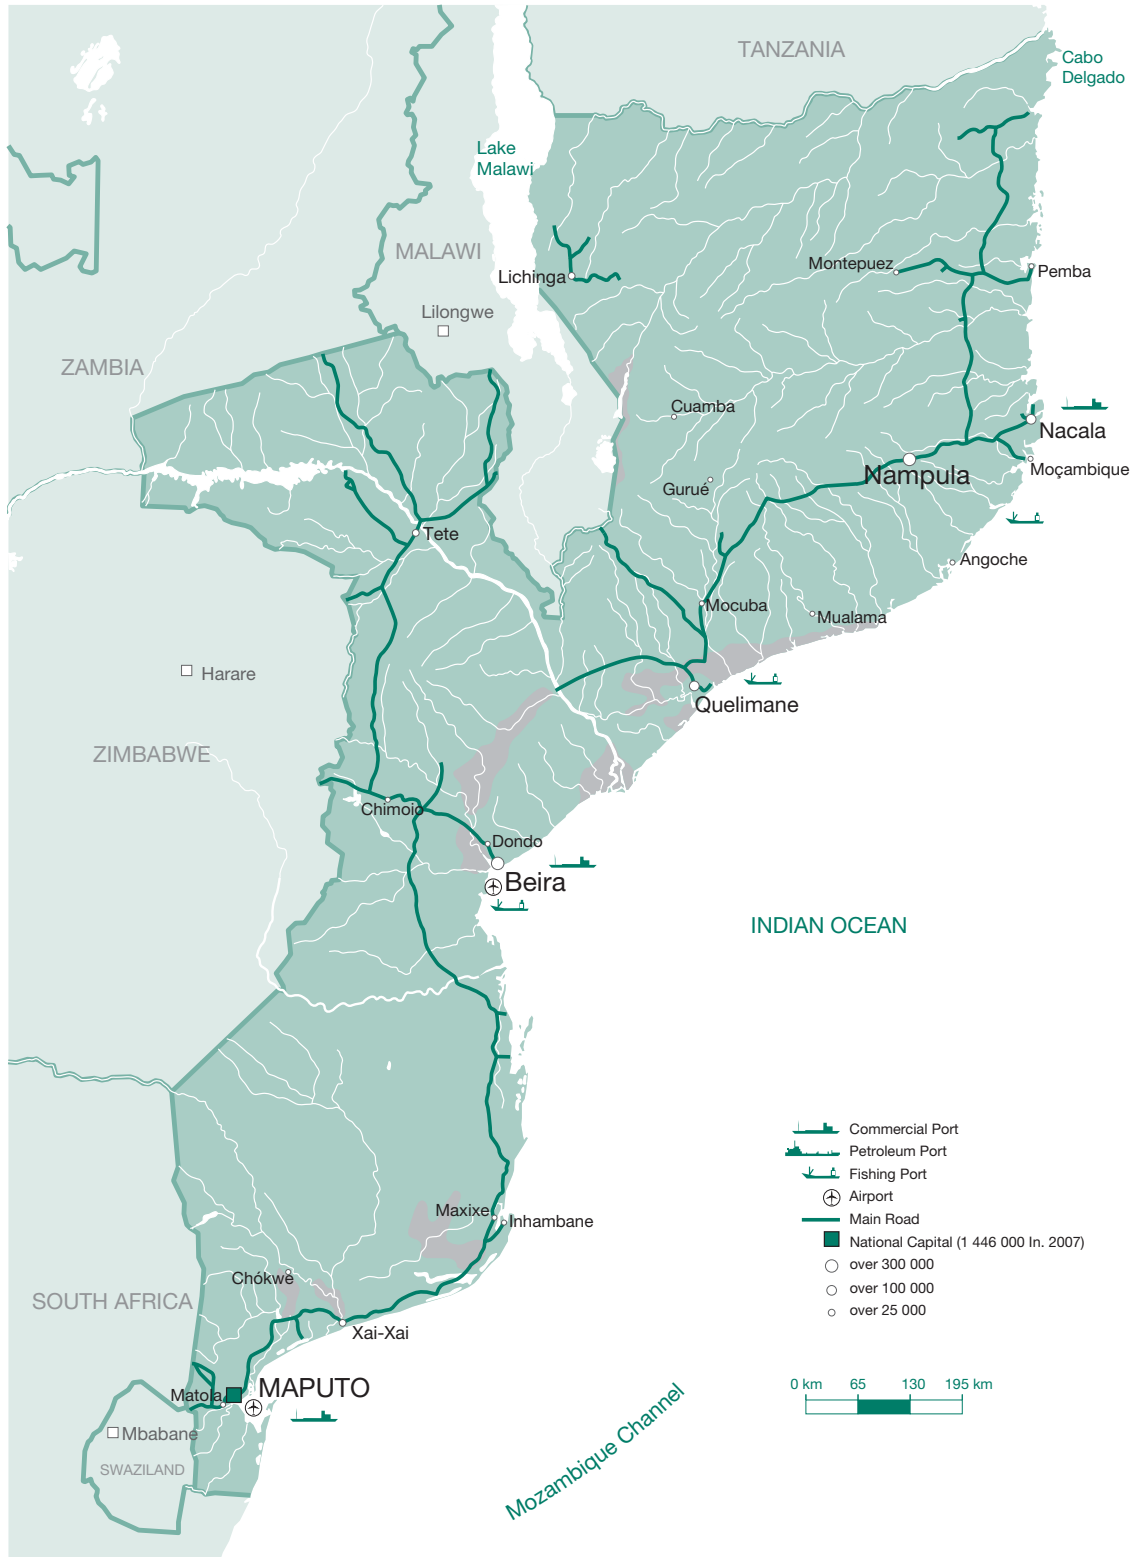 TANZANIA
Cabo
Delgado
Lake
Malawi
MALAWI
Lichinga
Montepuez
Pemba
Lilongwe
ZAMBIA
Cuamba
Nacala
Moçambique
Nampula
Gurué
Tete
Angoche
Mocuba
Mualama
Harare
Quelimane
ZIMBABWE
Chimoio
Dondo
Beira
INDIAN OCEAN
Commercial Port
Petroleum Port
Fishing Port
Airport
Main Road
National Capital (1 446 000 In. 2007)
over 300 000
over 100 000
over 25 000
Maxixe
Inhambane
Chókwè
SOUTH AFRICA
Xai-Xai
Matola
MAPUTO
0 km 65 130 195 km
Mbabane
SWAZILAND
Mozambique Channel